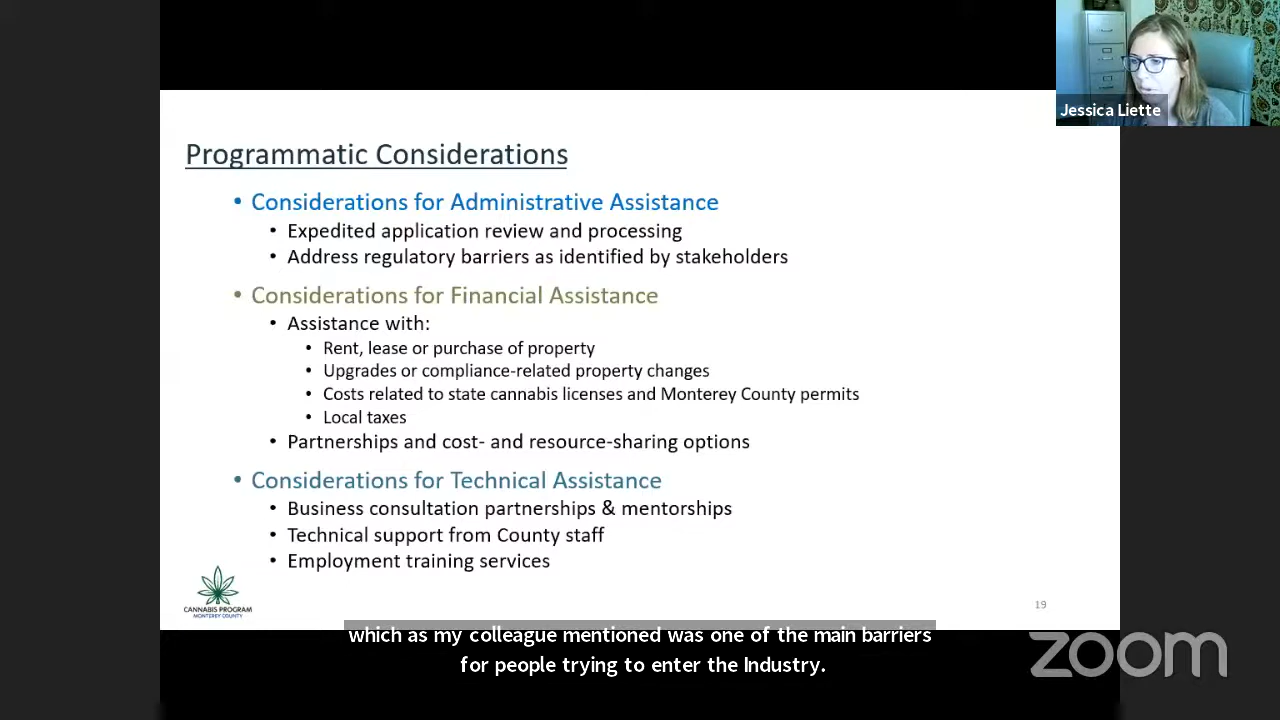 Jessica Liette
Programmatic Considerations
• Considerations for Administrative Assistance
• Expedited application review and processing
• Address regulatory barriers as identified by stakeholders
• Considerations for Financial Assistance
• Assistance with:
• Rent, lease or purchase of property
• Upgrades or compliance-related property changes
• Costs related to state cannabis licenses and Monterey County permits
• Local taxes
• Partnerships and cost- and resource-sharing options
• Considerations for Technical Assistance
• Business consultation partnerships & mentorships
• Technical support from County staff
• Employment training services
CANNABIS PROGRAM
MONTEREY COUNTY
19
which as my colleague mentioned was one of the main barriers
for people trying to enter the Industry.
zoom